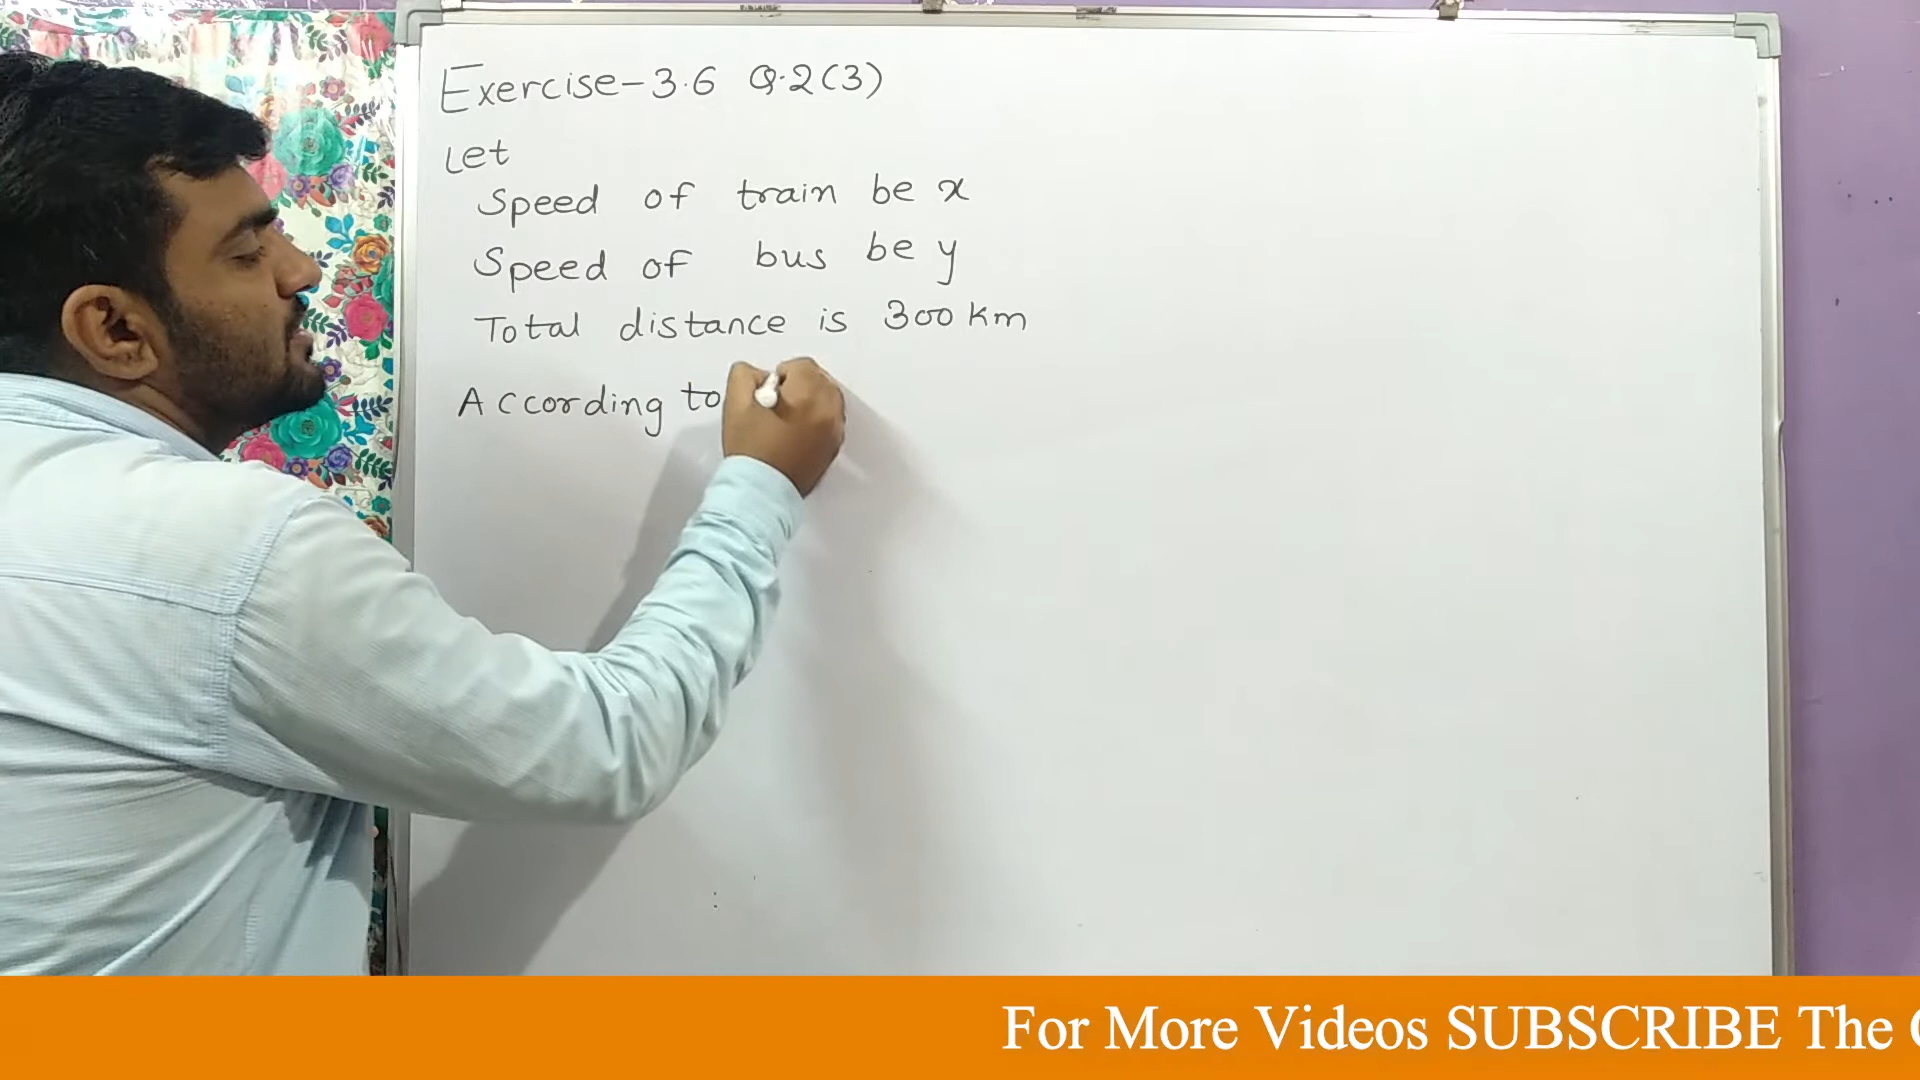 Exercise-3.6 Q.2(3)
Let
Speed of train be x
Speed of bus be y
Total distance is 300 km
According to
For More Videos SUBSCRIBE The